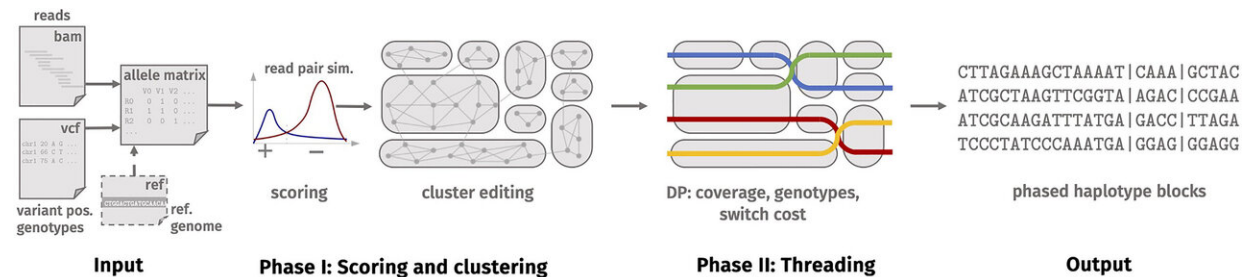 reads
bam
vcf
chr1 20 A G ...
chr1 66 C T ...
chr1 75 A C ...
variant pos.
genotypes
allele matrix
V0 V1 V2 ...
R0 0 1 0 ...
R1 1 1 0 ...
R2 0 0 1 ...
...
ref
CTGGACTGATGCAACAA
ref.
genome
Input
read pair sim.
+ −
scoring
cluster editing
Phase I: Scoring and clustering
DP: coverage, genotypes,
switch cost
Phase II: Threading
CTTAGAAAGCTAAAAT|CAAA|GCTAC
ATCGCTAAGTTCGGTA|AGAC|CCGAA
ATCGCAAGATTTATGA|GACC|TTAGA
TCCCTATCCCAAATGA|GGAG|GGAGG
phased haplotype blocks
Output